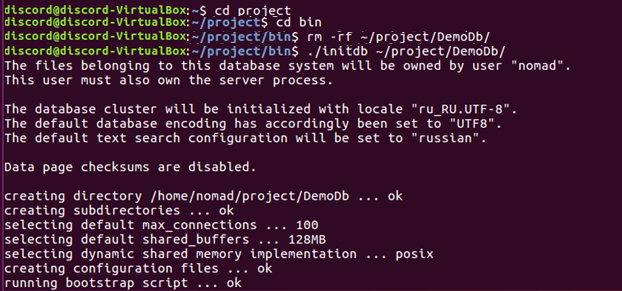 discord@discord-VirtualBox:~$ cd project
discord@discord-VirtualBox:~/project$ cd bin
discord@discord-VirtualBox:~/project/bin$ rm -rf ~/project/DemoDb/
discord@discord-VirtualBox:~/project/bin$ ./initdb ~/project/DemoDb/
The files belonging to this database system will be owned by user "nomad".
This user must also own the server process.
The database cluster will be initialized with locale "ru_RU.UTF-8".
The default database encoding has accordingly been set to "UTF8".
The default text search configuration will be set to "russian".
Data page checksums are disabled.
creating directory /home/nomad/project/DemoDb ... ok
creating subdirectories ... ok
selecting default max_connections ... 100
selecting default shared_buffers ... 128MB
selecting dynamic shared memory implementation ... posix
creating configuration files ... ok
running bootstrap script ... ok